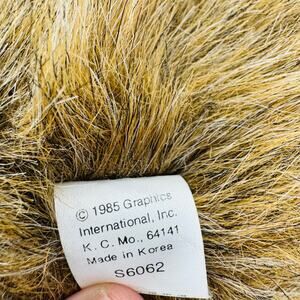 © 1985 Graphics
International, Inc.
K. C. Mo., 64141
Made in Korea
S6062